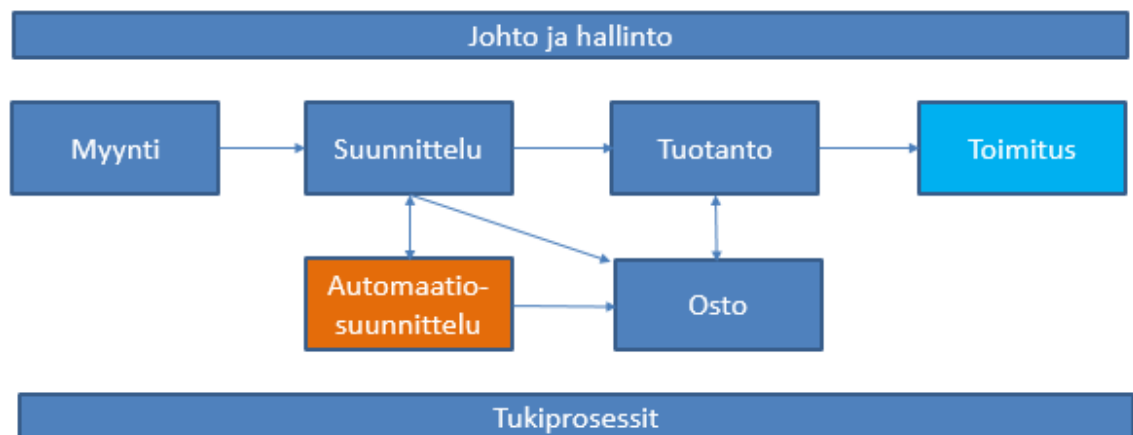 Johto ja hallinto
Myynti
Suunnittelu
Tuotanto
Toimitus
Automaatio-
suunnittelu
Osto
Tukiprosessit